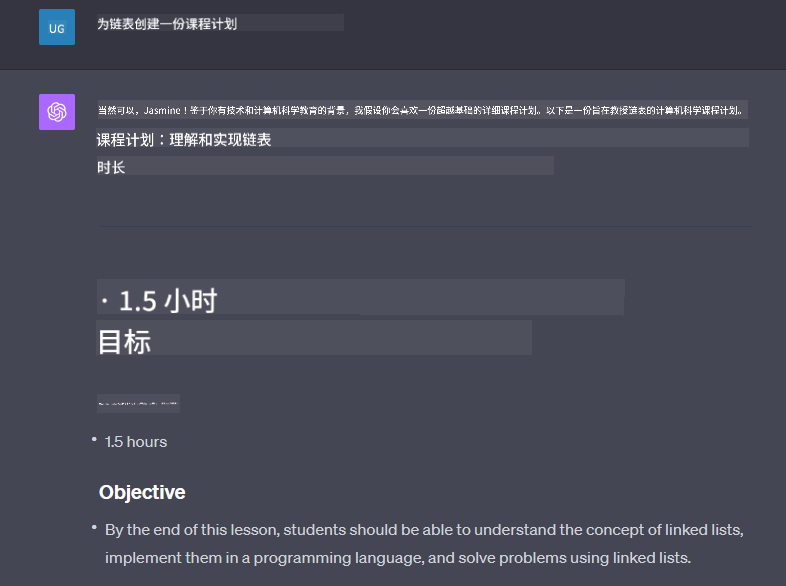 UG
为链表创建一份课程计划
当然可以，Jasmine！鉴于你有技术和计算机科学教育的背景，我假设你会喜欢一份超越基础的详细课程计划。以下是一份旨在教授链表的计算机科学课程计划。
课程计划：理解和实现链表
时长
· 1.5 小时
目标
• 1.5 hours
Objective
• By the end of this lesson, students should be able to understand the concept of linked lists,
implement them in a programming language, and solve problems using linked lists.